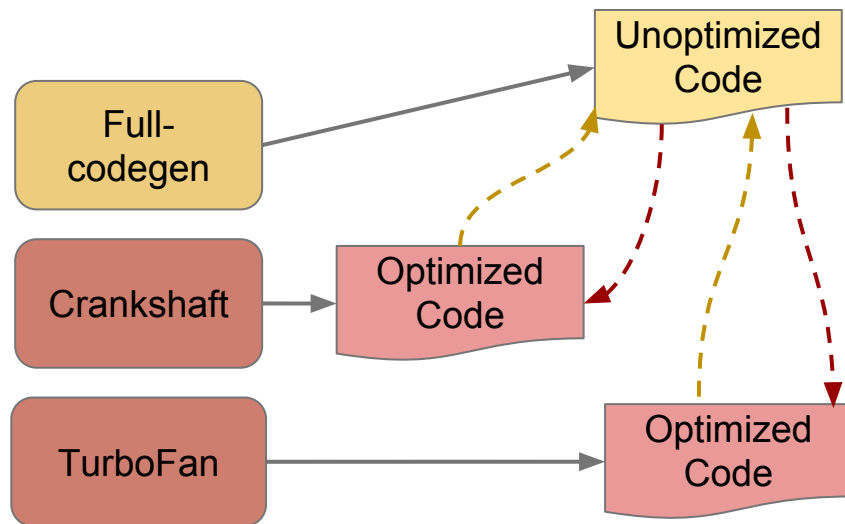 Unoptimized
Code
Full-
codegen
Optimized
Code
Crankshaft
Optimized
Code
TurboFan